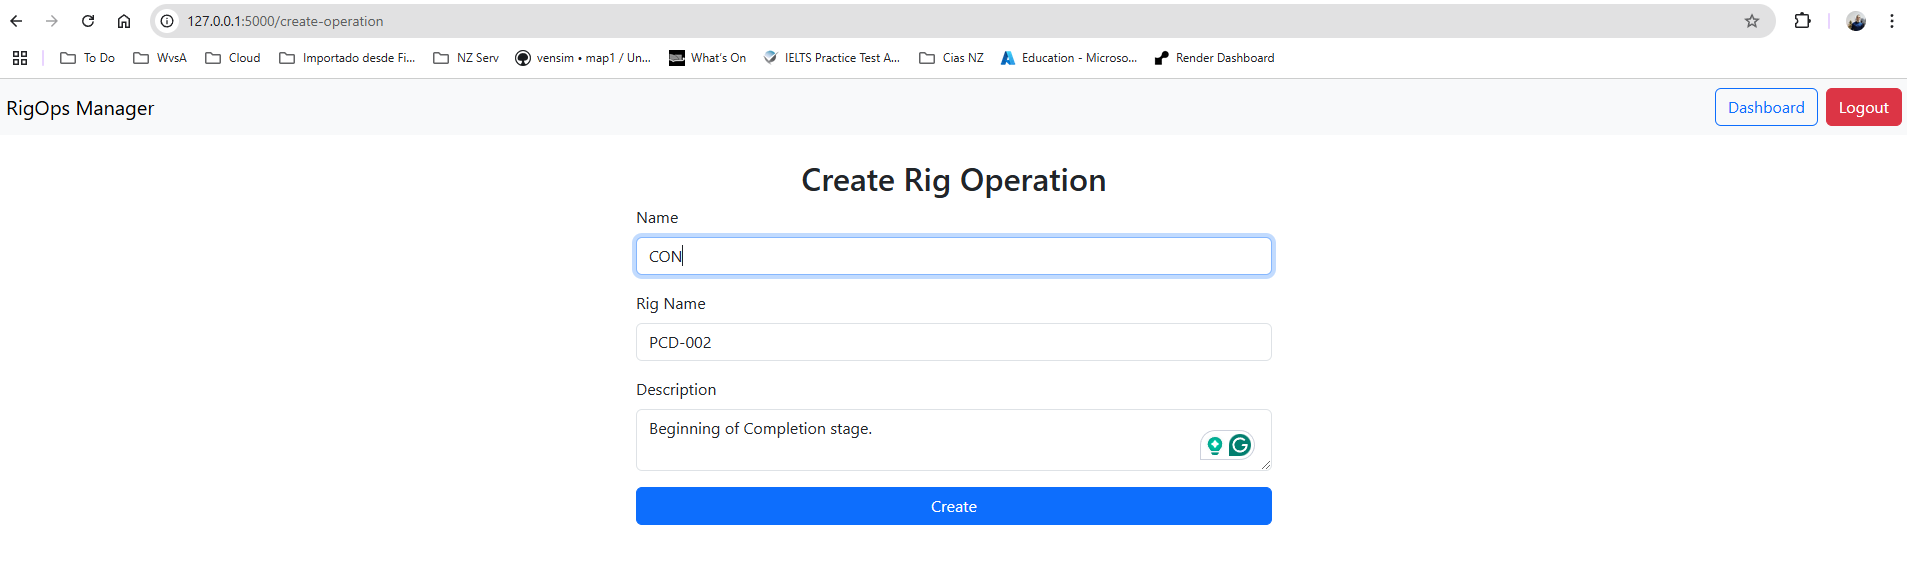 127.0.0.1:5000/create-operation
To Do WvsA Cloud Importado desde Fi... NZ Serv vensim • map1 / Un... What's On IELTS Practice Test A... Cias NZ Education - Microso... Render Dashboard
RigOps Manager Dashboard Logout
Create Rig Operation
Name
CON
Rig Name
PCD-002
Description
Beginning of Completion stage.
Create